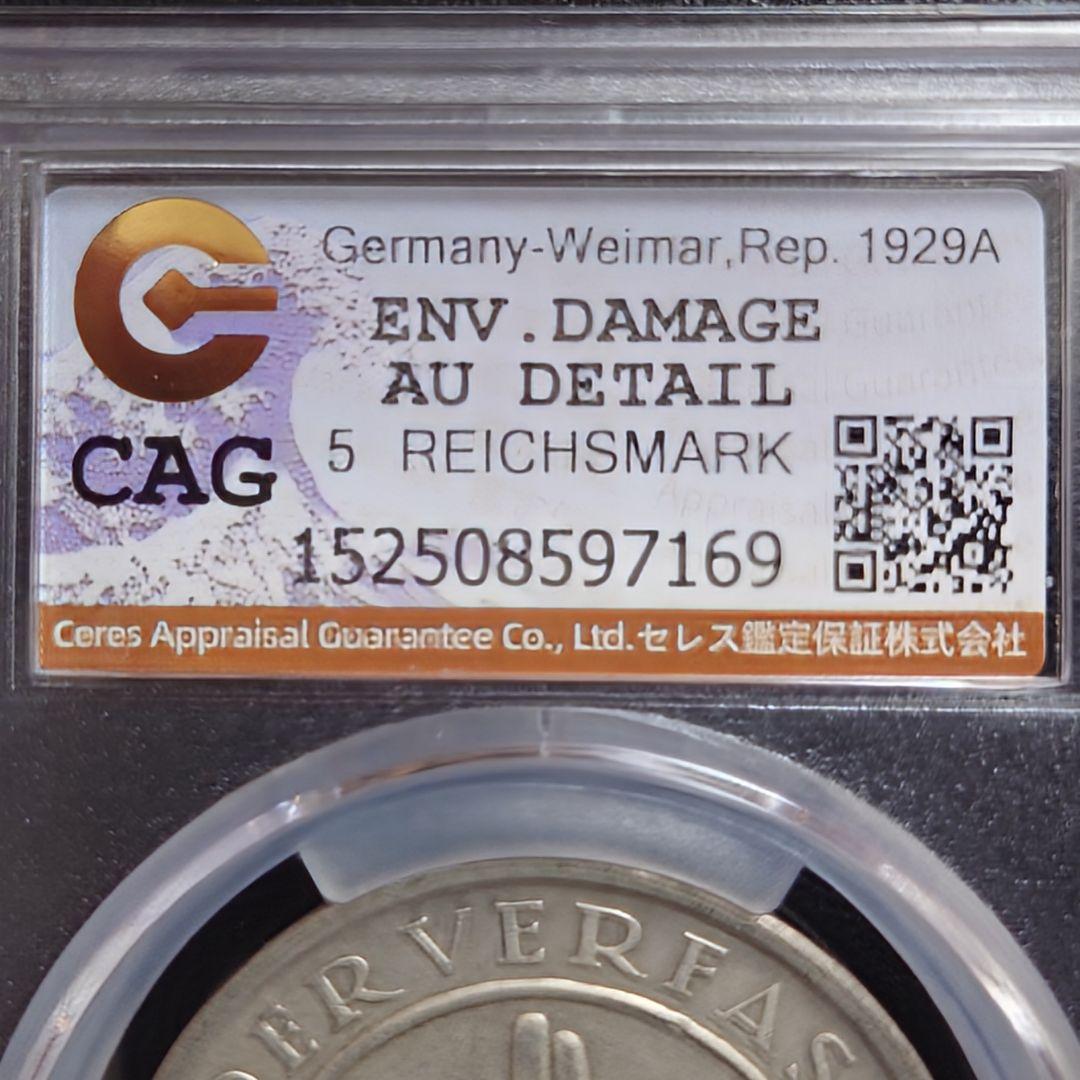 Germany-Weimar,Rep. 1929A
ENV.DAMAGE
AU DETAIL
CAG
5 REICHSMARK
152508597169
Ceres Appraisal Guarantee Co., Ltd.セレス鑑定保証株式会社
DER VERFAS